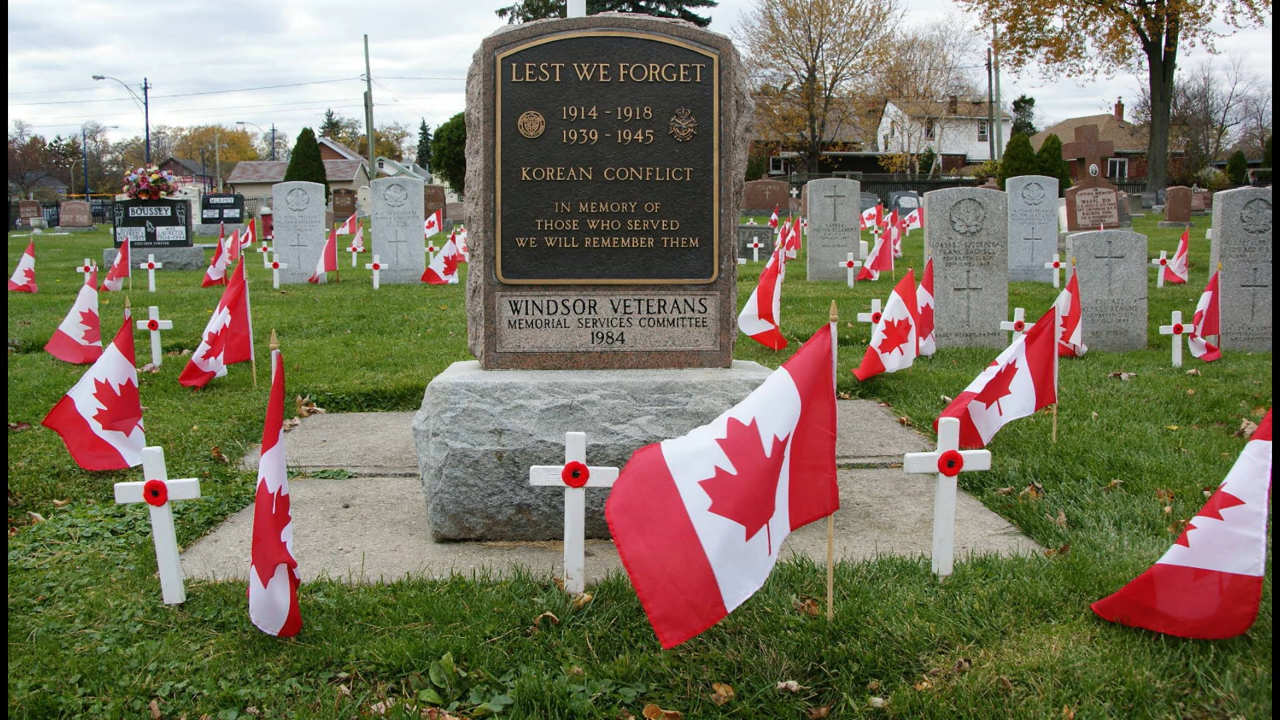 LEST WE FORGET
1914 - 1918
1939 - 1945
KOREAN CONFLICT
IN MEMORY OF
THOSE WHO SERVED
WE WILL REMEMBER THEM
WINDSOR VETERANS
MEMORIAL SERVICES COMMITTEE
1984
BOUSSEY
MURPHY